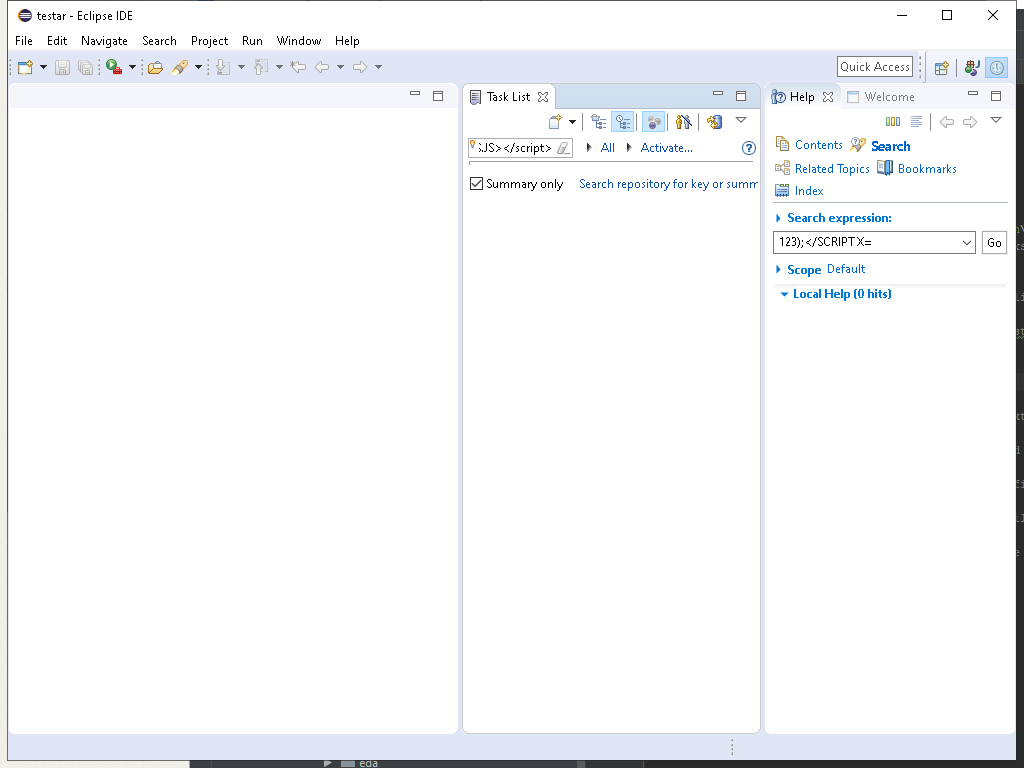 testar - Eclipse IDE
File Edit Navigate Search Project Run Window Help
Quick Access
Task List
Help Welcome
All Activate...
Contents Search
Related Topics Bookmarks
Index
Summary only Search repository for key or summ
Search expression:
123);</SCRIPTX=
Go
Scope Default
Local Help (0 hits)
eda